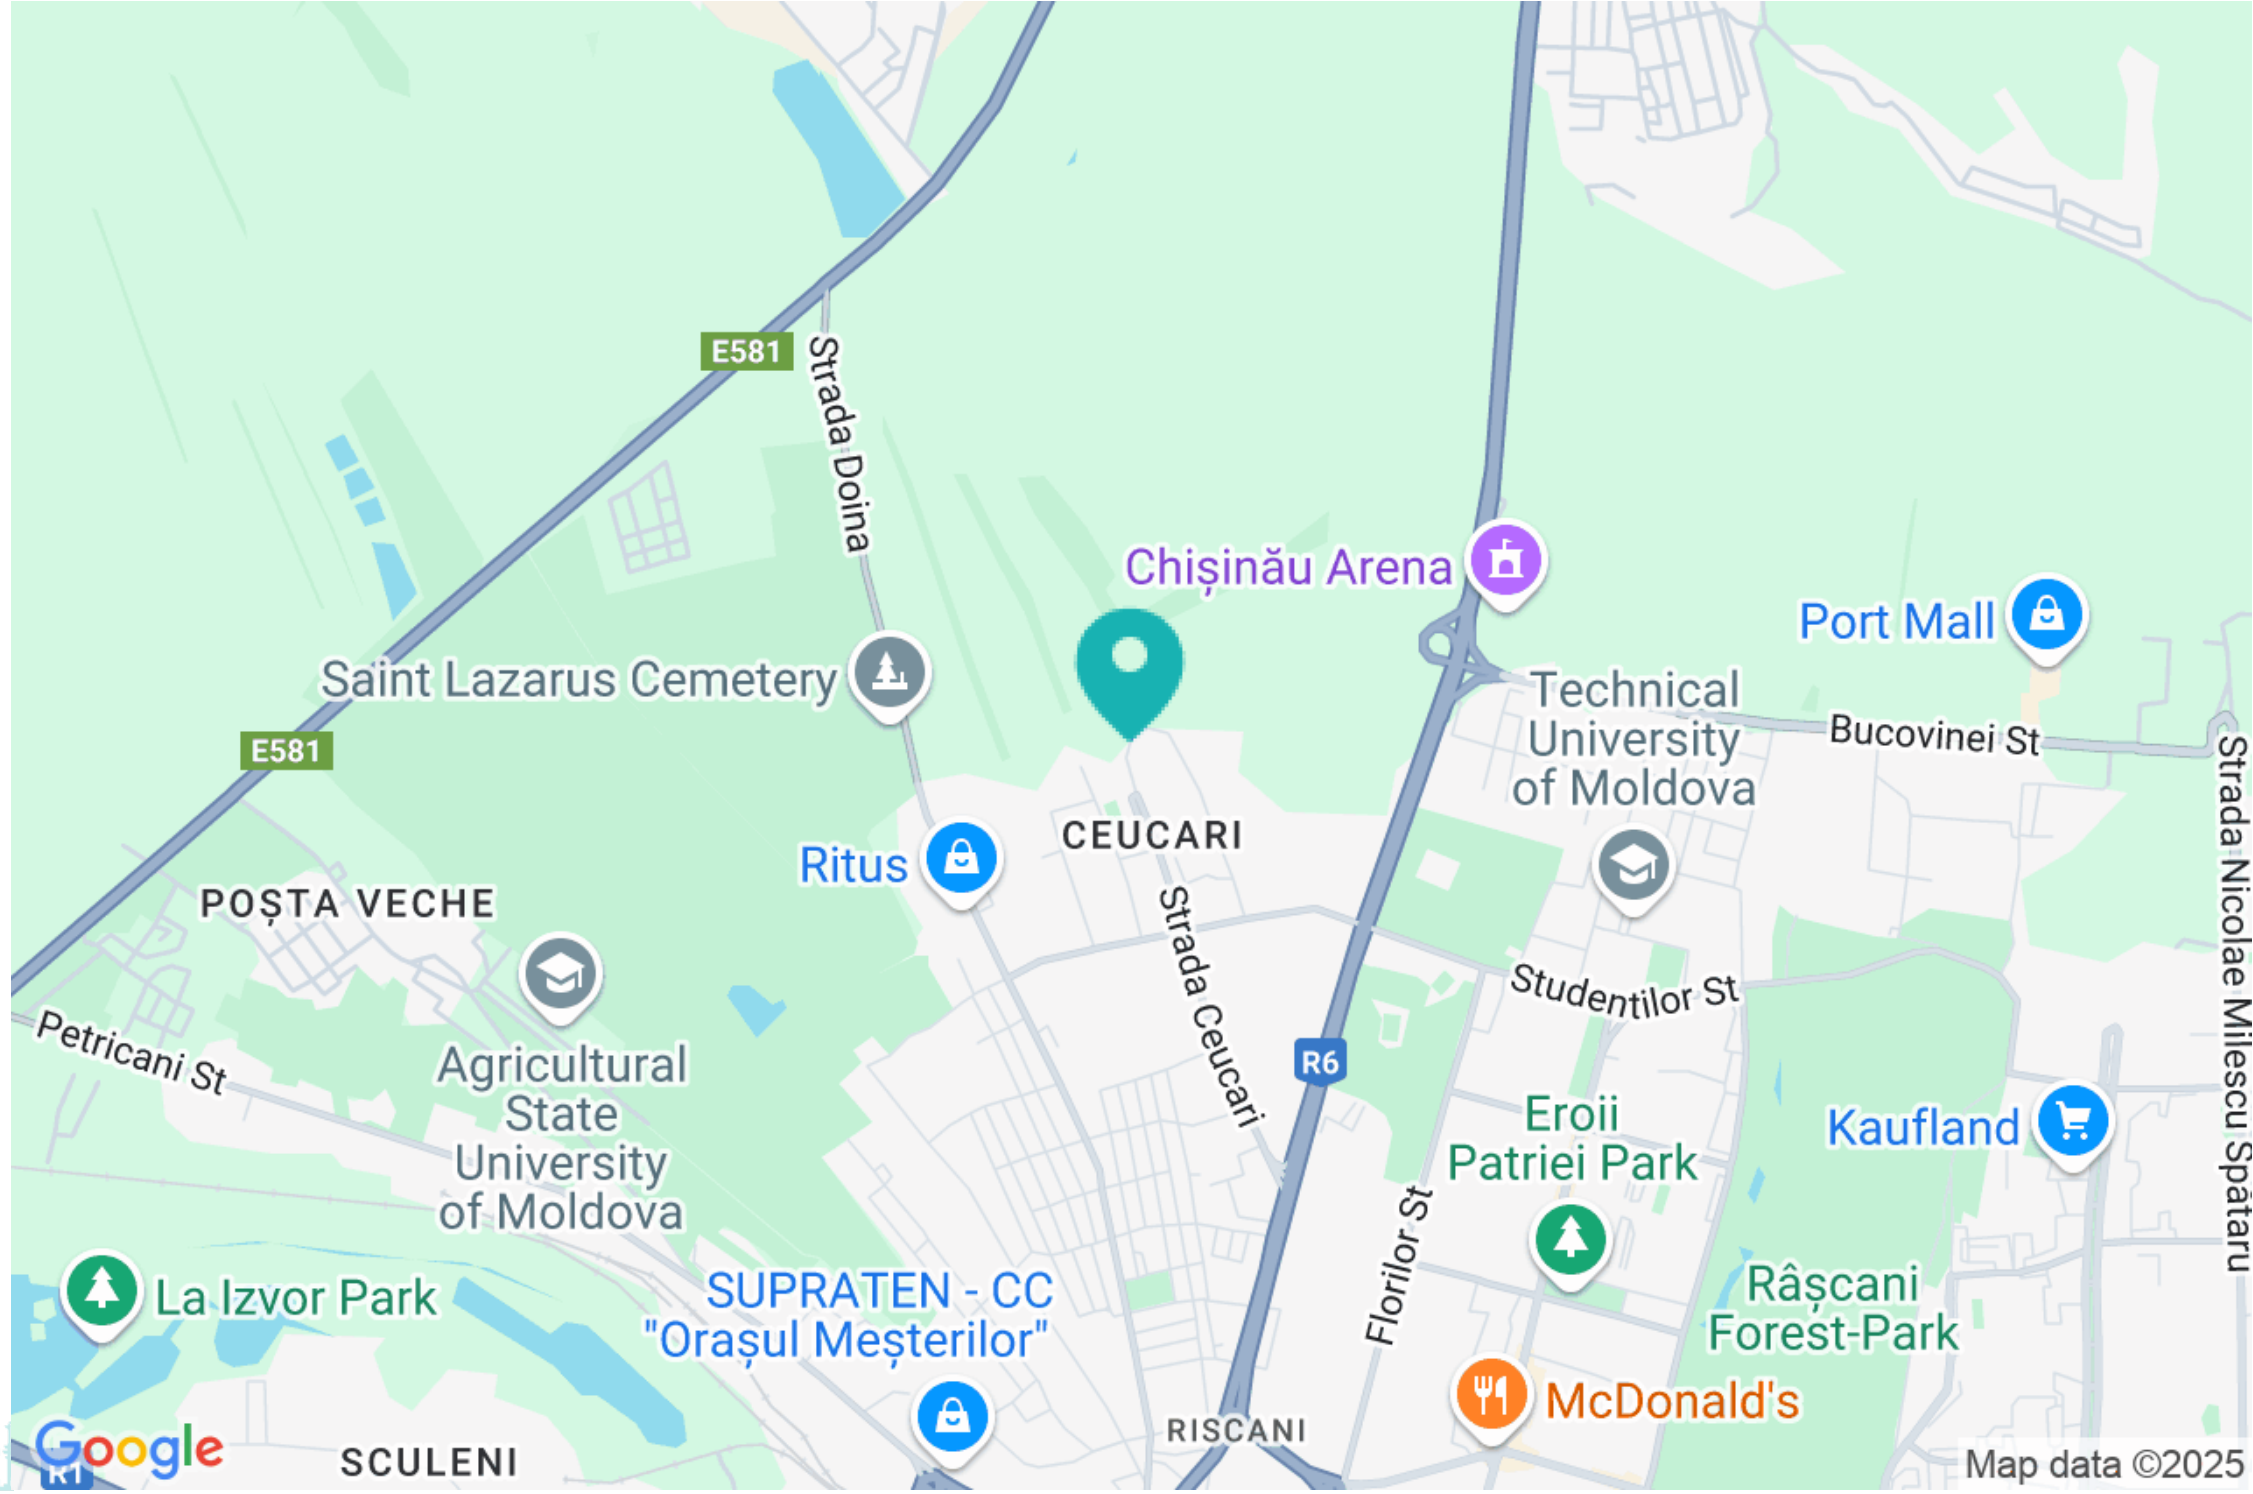 E581
Strada Doina
Chișinău Arena
Port Mall
Saint Lazarus Cemetery
Technical
University
of Moldova
Bucovinei St
E581
Strada Nicolae Milescu Spătaru
CEUCARI
Ritus
POȘTA VECHE
Strada Ceucari
Studentilor St
Petricani St
Agricultural
State
University
of Moldova
R6
Eroii
Patriei Park
Kaufland
Florilor St
La Izvor Park
SUPRATEN - CC
"Orașul Meșterilor"
Râșcani
Forest-Park
McDonald's
RISCANI
Google
R1
SCULENI
Map data ©2025